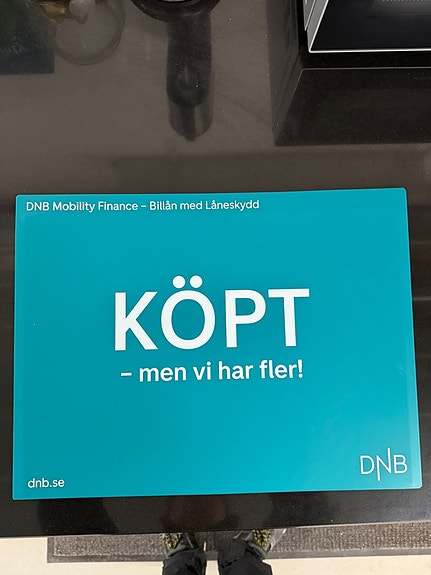 DNB Mobility Finance – Billån med Låneskydd
KÖPT
– men vi har fler!
dnb.se
DNB